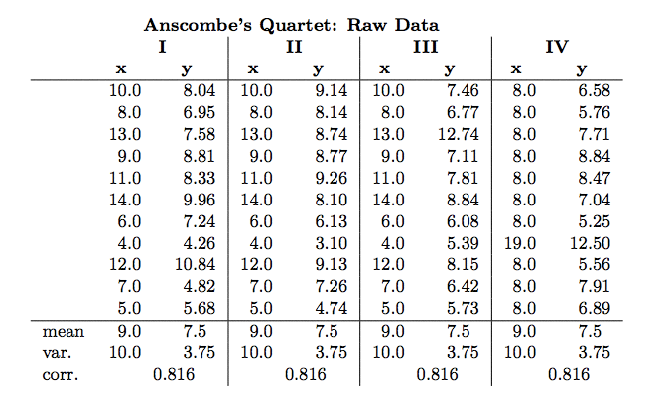 Anscombe's Quartet: Raw Data
I II III IV
x y x y x y x y
10.0 8.04 10.0 9.14 10.0 7.46 8.0 6.58
8.0 6.95 8.0 8.14 8.0 6.77 8.0 5.76
13.0 7.58 13.0 8.74 13.0 12.74 8.0 7.71
9.0 8.81 9.0 8.77 9.0 7.11 8.0 8.84
11.0 8.33 11.0 9.26 11.0 7.81 8.0 8.47
14.0 9.96 14.0 8.10 14.0 8.84 8.0 7.04
6.0 7.24 6.0 6.13 6.0 6.08 8.0 5.25
4.0 4.26 4.0 3.10 4.0 5.39 19.0 12.50
12.0 10.84 12.0 9.13 12.0 8.15 8.0 5.56
7.0 4.82 7.0 7.26 7.0 6.42 8.0 7.91
5.0 5.68 5.0 4.74 5.0 5.73 8.0 6.89
mean 9.0 7.5 9.0 7.5 9.0 7.5 9.0 7.5
var. 10.0 3.75 10.0 3.75 10.0 3.75 10.0 3.75
corr. 0.816 0.816 0.816 0.816